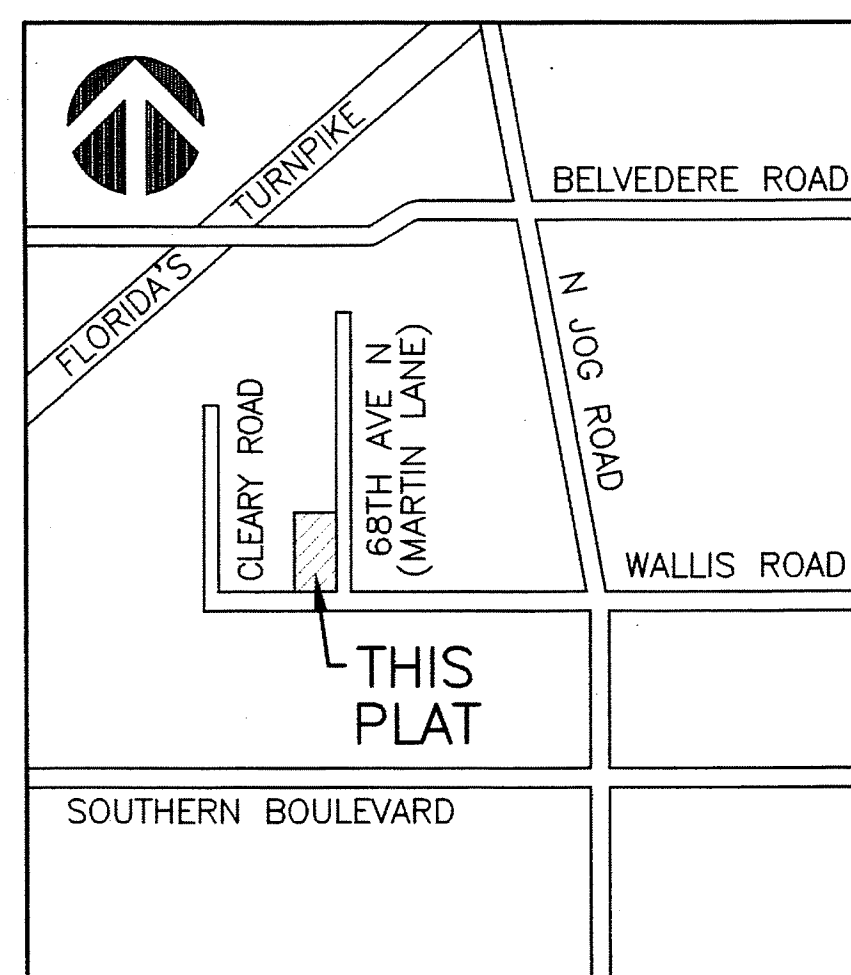 FLORIDA'S TURNPIKE
BELVEDERE ROAD
N JOG ROAD
CLEARY ROAD
68TH AVE N
(MARTIN LANE)
WALLIS ROAD
THIS
PLAT
SOUTHERN BOULEVARD